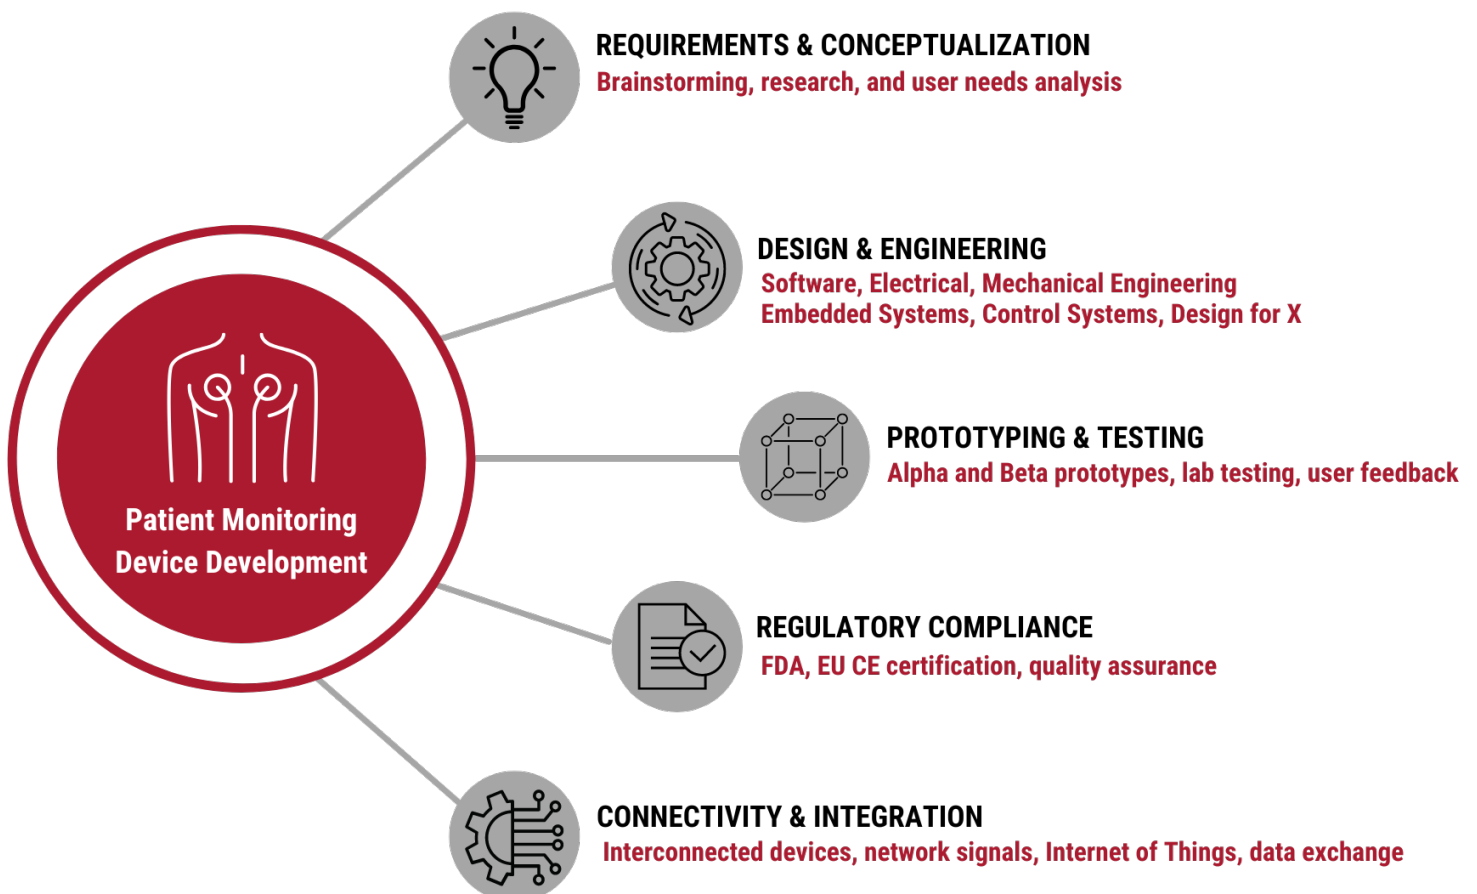 REQUIREMENTS & CONCEPTUALIZATION
Brainstorming, research, and user needs analysis
DESIGN & ENGINEERING
Software, Electrical, Mechanical Engineering
Embedded Systems, Control Systems, Design for X
PROTOTYPING & TESTING
Alpha and Beta prototypes, lab testing, user feedback
Patient Monitoring
Device Development
REGULATORY COMPLIANCE
FDA, EU CE certification, quality assurance
CONNECTIVITY & INTEGRATION
Interconnected devices, network signals, Internet of Things, data exchange